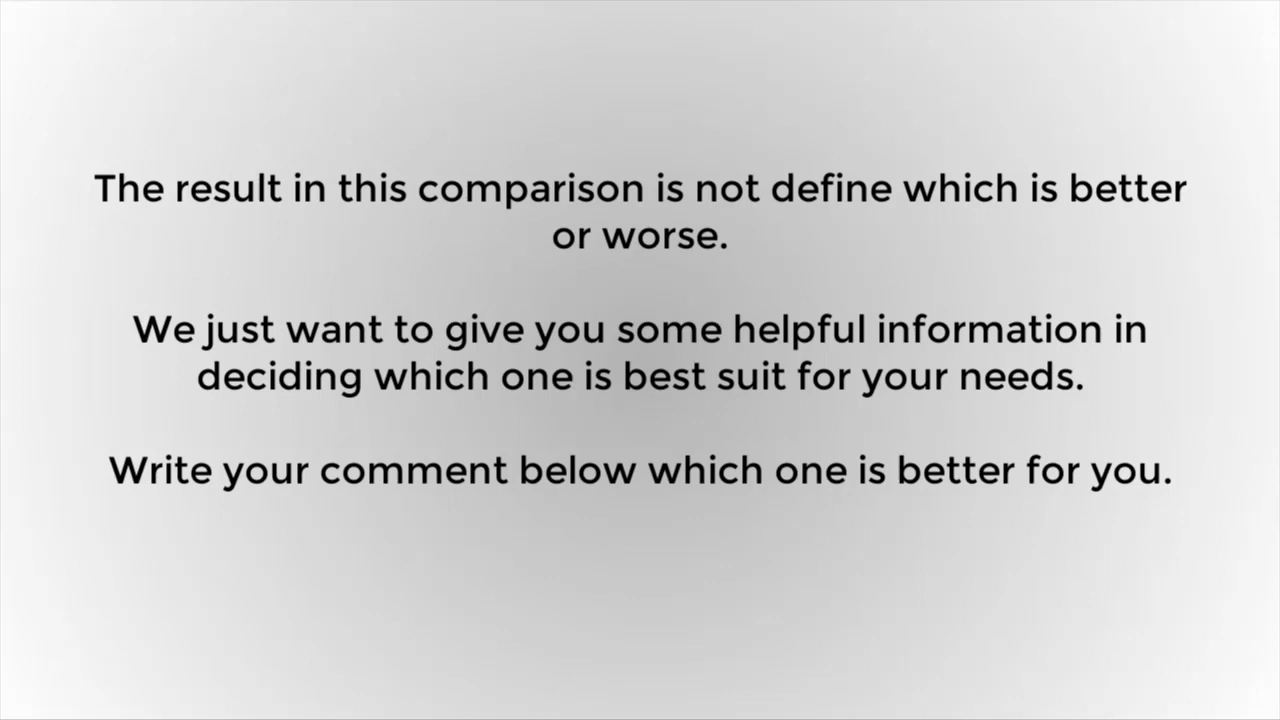 The result in this comparison is not define which is better
or worse.
We just want to give you some helpful information in
deciding which one is best suit for your needs.
Write your comment below which one is better for you.